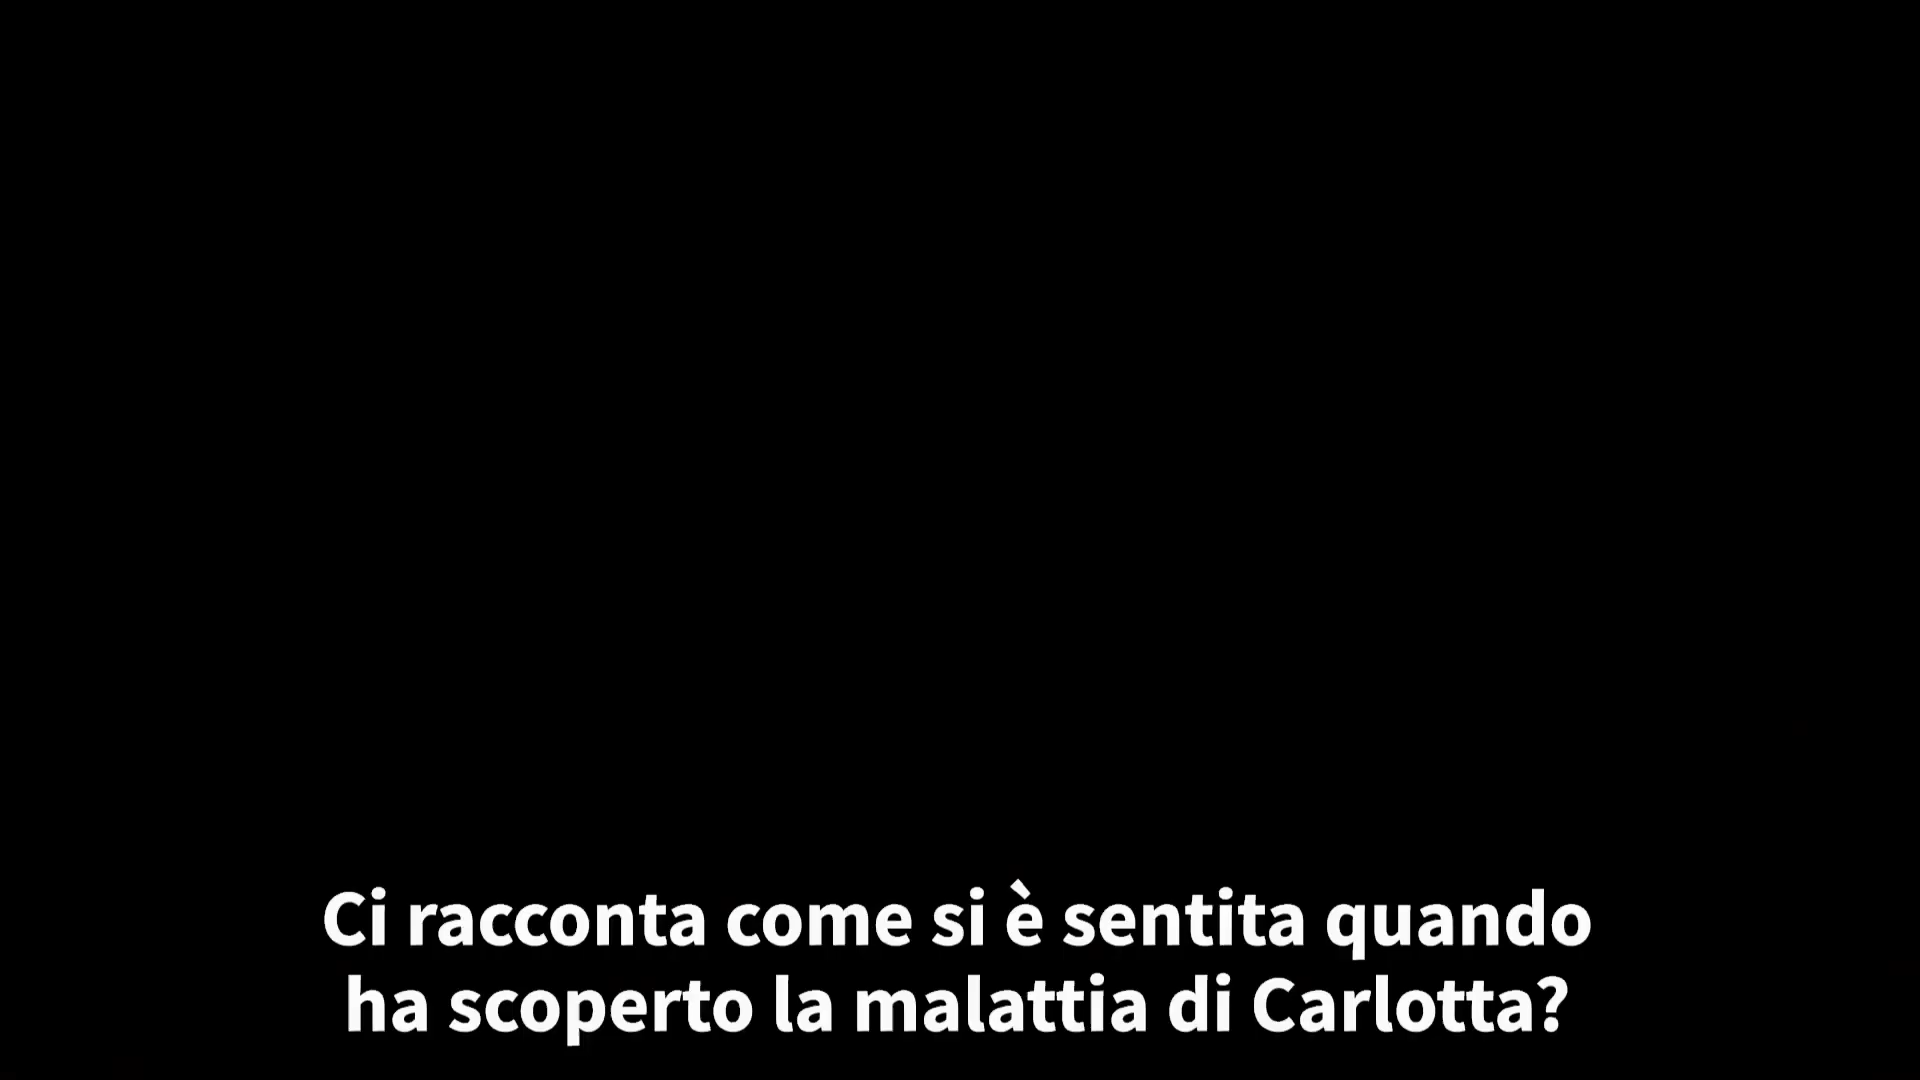 Ci racconta come si è sentita quando
ha scoperto la malattia di Carlotta?